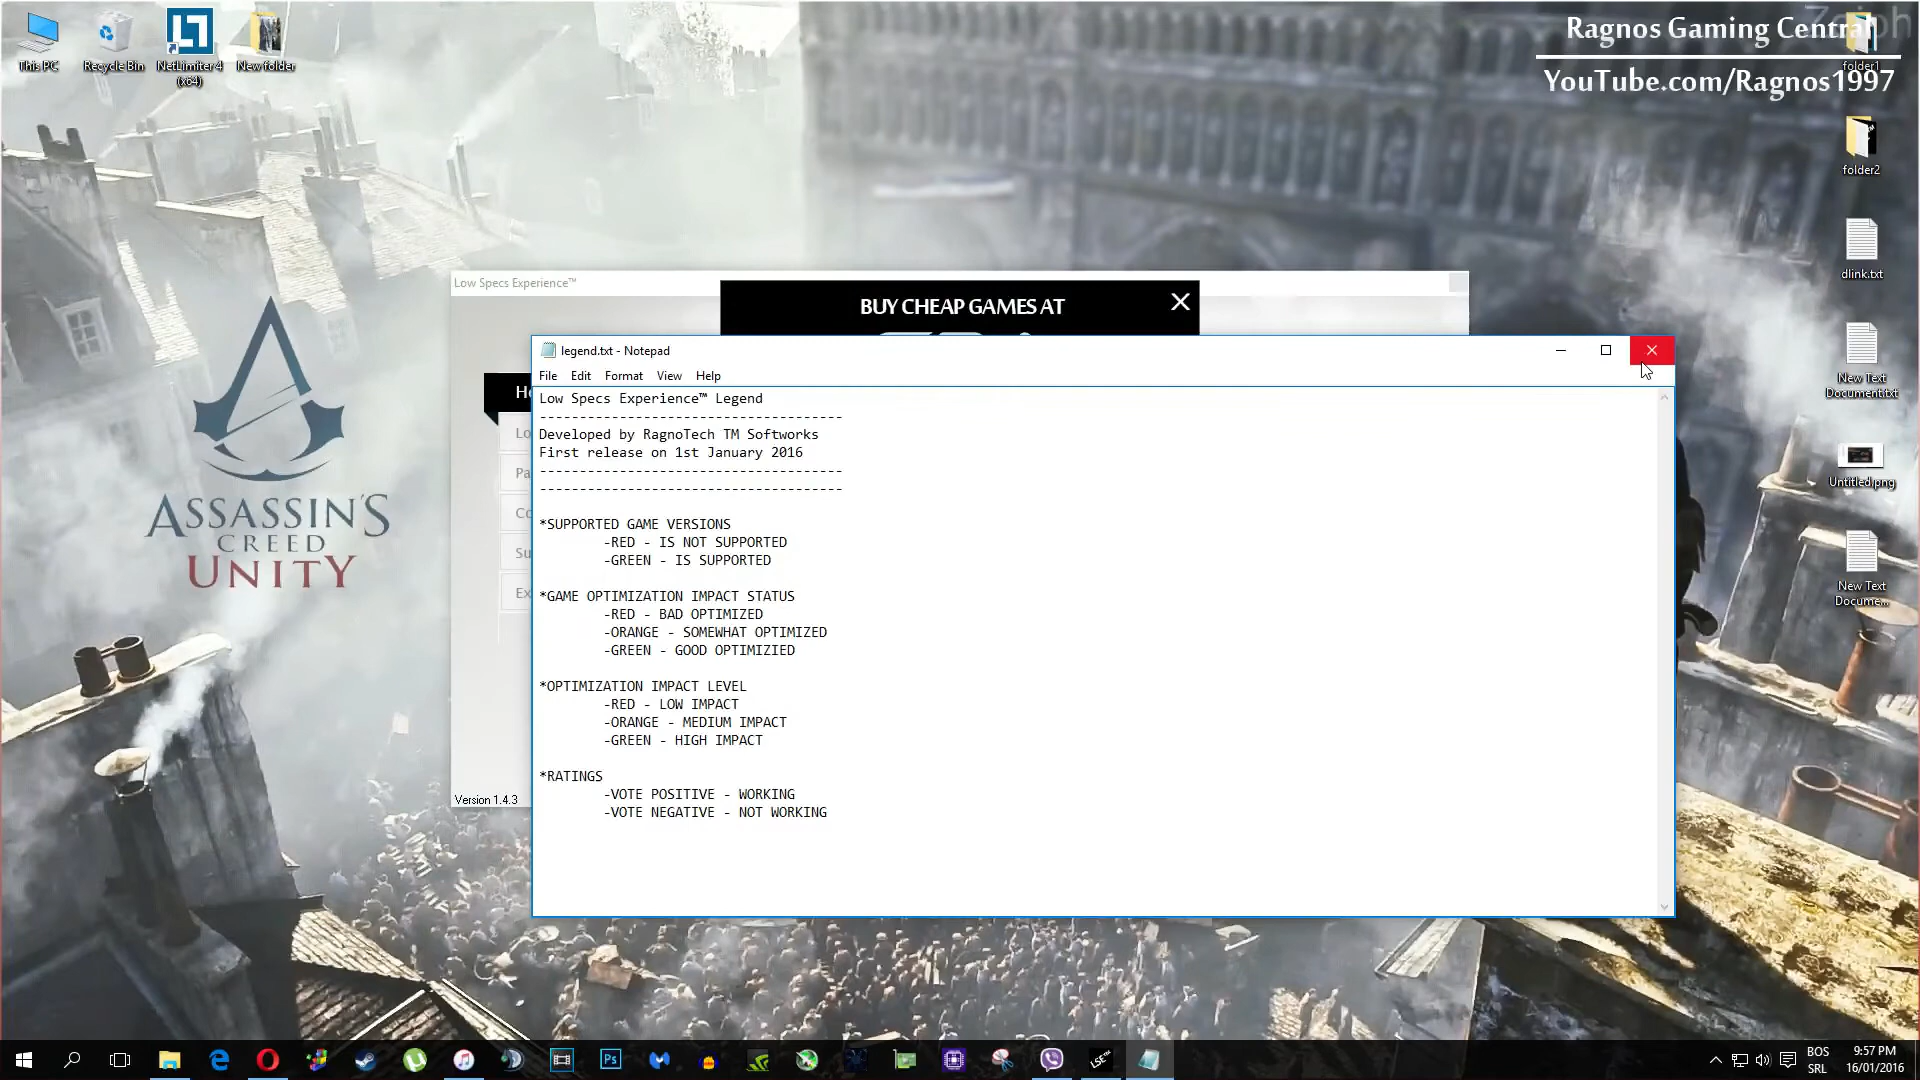 This PC
Recycle Bin
NetLimiter 4
(x64)
New folder
Ragnos Gaming Central
YouTube.com/Ragnos1997
folder1
folder2
dlink.txt
New Text
Document.txt
Untitled.png
New Text
Docume...
ASSASSIN'S
CREED
UNITY
Low Specs Experience™
BUY CHEAP GAMES AT
Version 1.4.3
legend.txt - Notepad
File Edit Format View Help
Low Specs Experience™ Legend
--------------------------------------
Developed by RagnoTech TM Softworks
First release on 1st January 2016
--------------------------------------
--------------------------------------
*SUPPORTED GAME VERSIONS
-RED - IS NOT SUPPORTED
-GREEN - IS SUPPORTED
*GAME OPTIMIZATION IMPACT STATUS
-RED - BAD OPTIMIZED
-ORANGE - SOMEWHAT OPTIMIZED
-GREEN - GOOD OPTIMIZIED
*OPTIMIZATION IMPACT LEVEL
-RED - LOW IMPACT
-ORANGE - MEDIUM IMPACT
-GREEN - HIGH IMPACT
*RATINGS
-VOTE POSITIVE - WORKING
-VOTE NEGATIVE - NOT WORKING
Ps
LSE
BOS
SRL
9:57 PM
16/01/2016